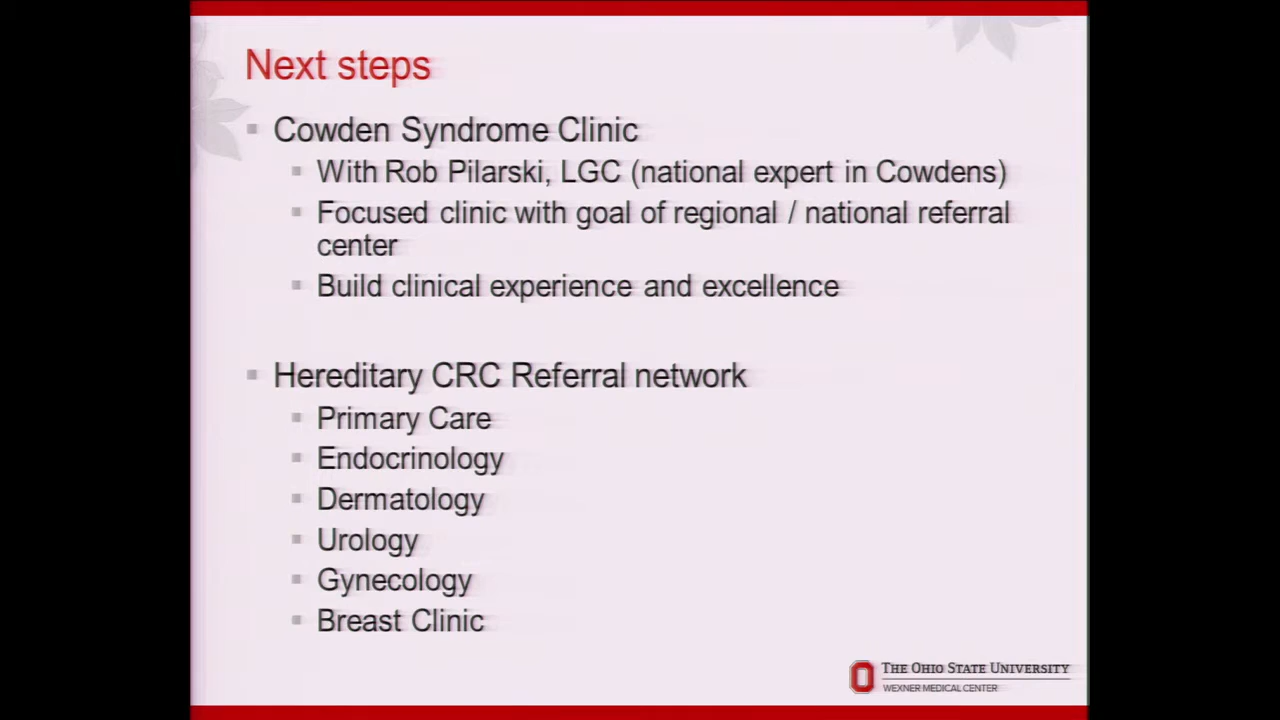 Next steps
Cowden Syndrome Clinic
With Rob Pilarski, LGC (national expert in Cowdens)
Focused clinic with goal of regional / national referral
center
Build clinical experience and excellence
Hereditary CRC Referral network
Primary Care
Endocrinology
Dermatology
Urology
Gynecology
Breast Clinic
THE OHIO STATE UNIVERSITY
WEXNER MEDICAL CENTER